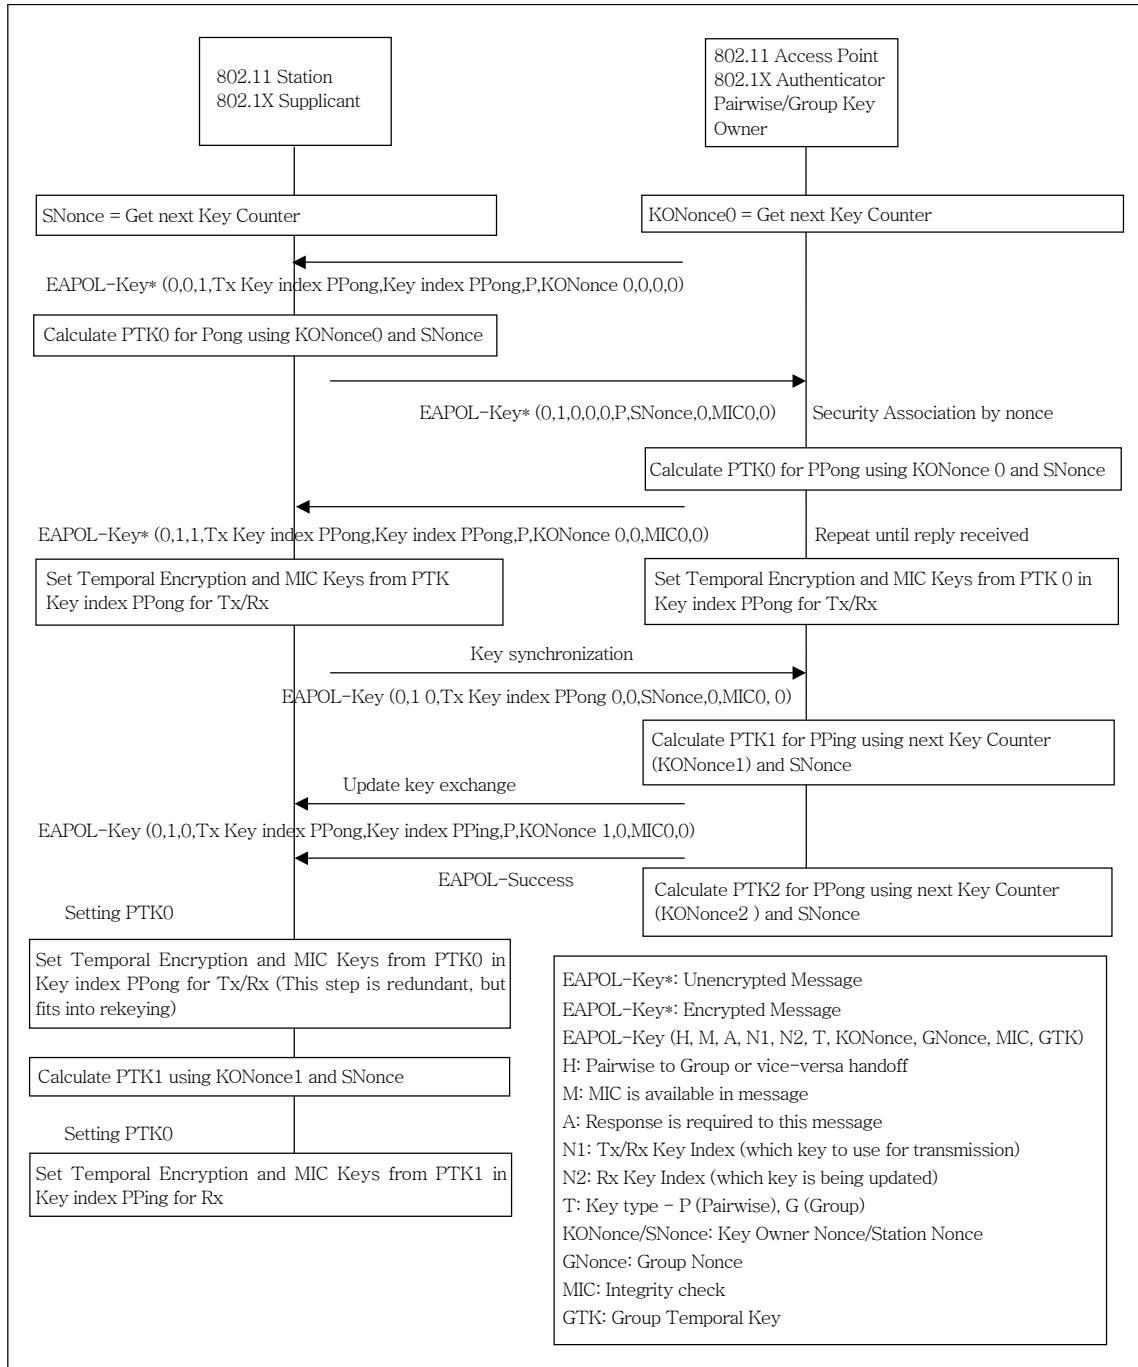 802.11 Station
802.1X Supplicant
802.11 Access Point
802.1X Authenticator
Pairwise/Group Key
Owner
SNonce = Get next Key Counter
KONonce0 = Get next Key Counter
EAPOL-Key* (0,0,1,Tx Key index PPong,Key index PPong,P,KONonce 0,0,0,0)
Calculate PTK0 for Pong using KONonce0 and SNonce
EAPOL-Key* (0,1,0,0,0,P,SNonce,0,MIC0,0)
Security Association by nonce
Calculate PTK0 for PPong using KONonce 0 and SNonce
EAPOL-Key* (0,1,1,Tx Key index PPong,Key index PPong,P,KONonce 0,0,MIC0,0)
Repeat until reply received
Set Temporal Encryption and MIC Keys from PTK
Key index PPong for Tx/Rx
Set Temporal Encryption and MIC Keys from PTK 0 in
Key index PPong for Tx/Rx
Key synchronization
EAPOL-Key (0,1 0,Tx Key index PPong 0,0,SNonce,0,MIC0, 0)
Calculate PTK1 for PPing using next Key Counter
(KONonce1) and SNonce
Update key exchange
EAPOL-Key (0,1,0,Tx Key index PPong,Key index PPing,P,KONonce 1,0,MIC0,0)
EAPOL-Success
Calculate PTK2 for PPong using next Key Counter
(KONonce2 ) and SNonce
Setting PTK0
Set Temporal Encryption and MIC Keys from PTK0 in
Key index PPong for Tx/Rx (This step is redundant, but
fits into rekeying)
Calculate PTK1 using KONonce1 and SNonce
Setting PTK0
Set Temporal Encryption and MIC Keys from PTK1 in
Key index PPing for Rx
EAPOL-Key*: Unencrypted Message
EAPOL-Key*: Encrypted Message
EAPOL-Key (H, M, A, N1, N2, T, KONonce, GNonce, MIC, GTK)
H: Pairwise to Group or vice-versa handoff
M: MIC is available in message
A: Response is required to this message
N1: Tx/Rx Key Index (which key to use for transmission)
N2: Rx Key Index (which key is being updated)
T: Key type - P (Pairwise), G (Group)
KONonce/SNonce: Key Owner Nonce/Station Nonce
GNonce: Group Nonce
MIC: Integrity check
GTK: Group Temporal Key